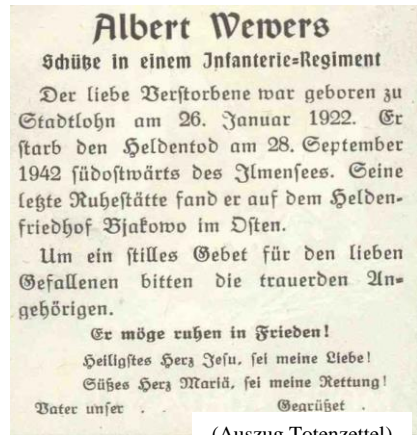 Albert Wewers
Schütze in einem Infanterie=Regiment
Der liebe Verstorbene war geboren zu
Stadtlohn am 26. Januar 1922. Er
starb den Heldentod am 28. September
1942 südostwärts des Ilmensees. Seine
letzte Ruhestätte fand er auf dem Helden-
friedhof Bjakowo im Osten.
Um ein stilles Gebet für den lieben
Gefallenen bitten die trauerden An=
gehörigen.
Er möge ruhen in Frieden!
Heiligstes Herz Jesu, sei meine Liebe!
Süßes Herz Mariä, sei meine Rettung!
Vater unser . Gegrüßet .
(Auszug Totenzettel)